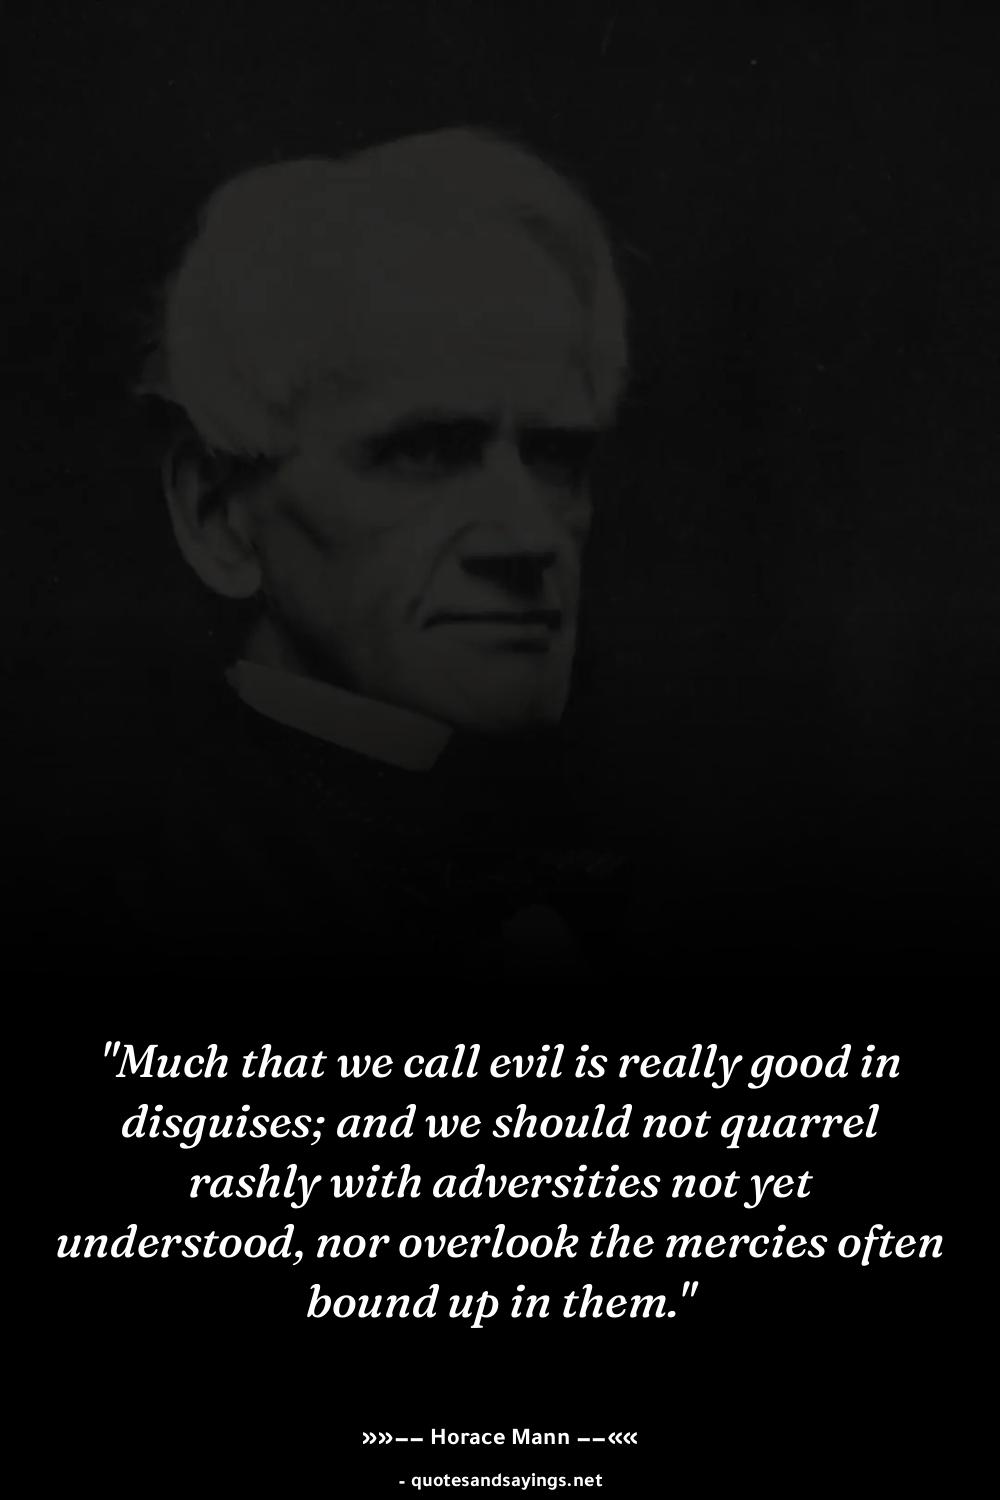 "Much that we call evil is really good in
disguises; and we should not quarrel
rashly with adversities not yet
understood, nor overlook the mercies often
bound up in them."
»»–– Horace Mann ––««
- quotesandsayings.net